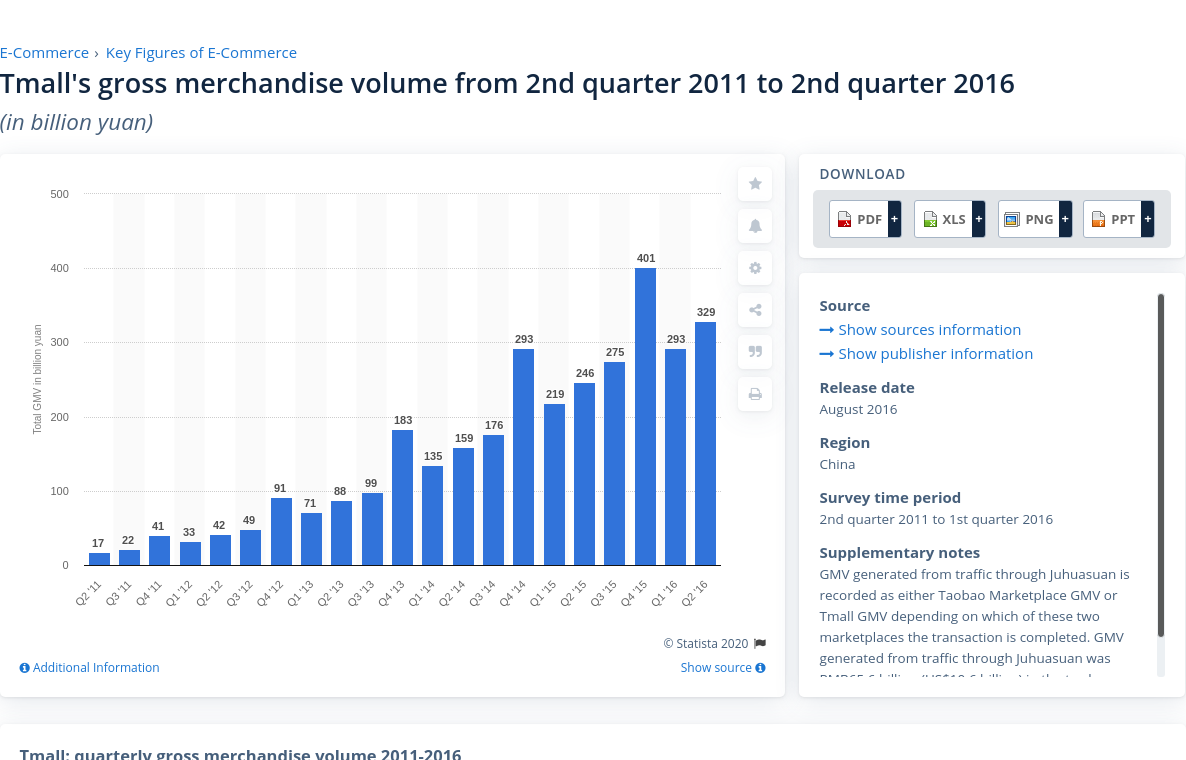 E-Commerce › Key Figures of E-Commerce
Tmall's gross merchandise volume from 2nd quarter 2011 to 2nd quarter 2016
(in billion yuan)
Total GMV in billion yuan
500
400
300
200
100
0
17
22
41
33
42
49
91
71
88
99
183
135
159
176
293
219
246
275
401
293
329
Q2 '11
Q3 '11
Q4 '11
Q1 '12
Q2 '12
Q3 '12
Q4 '12
Q1 '13
Q2 '13
Q3 '13
Q4 '13
Q1 '14
Q2 '14
Q3 '14
Q4 '14
Q1 '15
Q2 '15
Q3 '15
Q4 '15
Q1 '16
Q2 '16
© Statista 2020
Additional Information
Show source
DOWNLOAD
PDF +
XLS +
PNG +
PPT +
Source
Show sources information
Show publisher information
Release date
August 2016
Region
China
Survey time period
2nd quarter 2011 to 1st quarter 2016
Supplementary notes
GMV generated from traffic through Juhuasuan is
recorded as either Taobao Marketplace GMV or
Tmall GMV depending on which of these two
marketplaces the transaction is completed. GMV
generated from traffic through Juhuasuan was
Tmall: quarterly gross merchandise volume 2011-2016